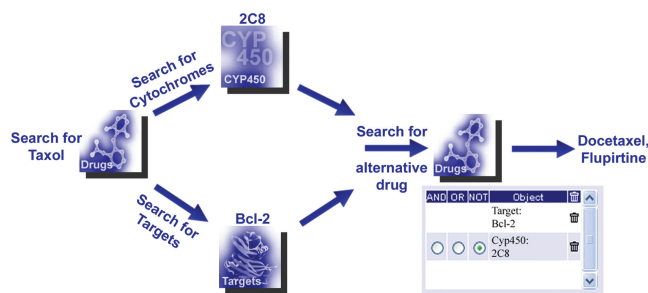 Search for
Taxol
Drugs
Search for
Cytochromes
2C8
CYP
450
CYP450
Search for
Targets
Bcl-2
Targets
Search for
alternative
drug
Drugs
Docetaxel,
Flupirtine
AND OR NOT Object
Target:
Bcl-2
Cyp450:
2C8